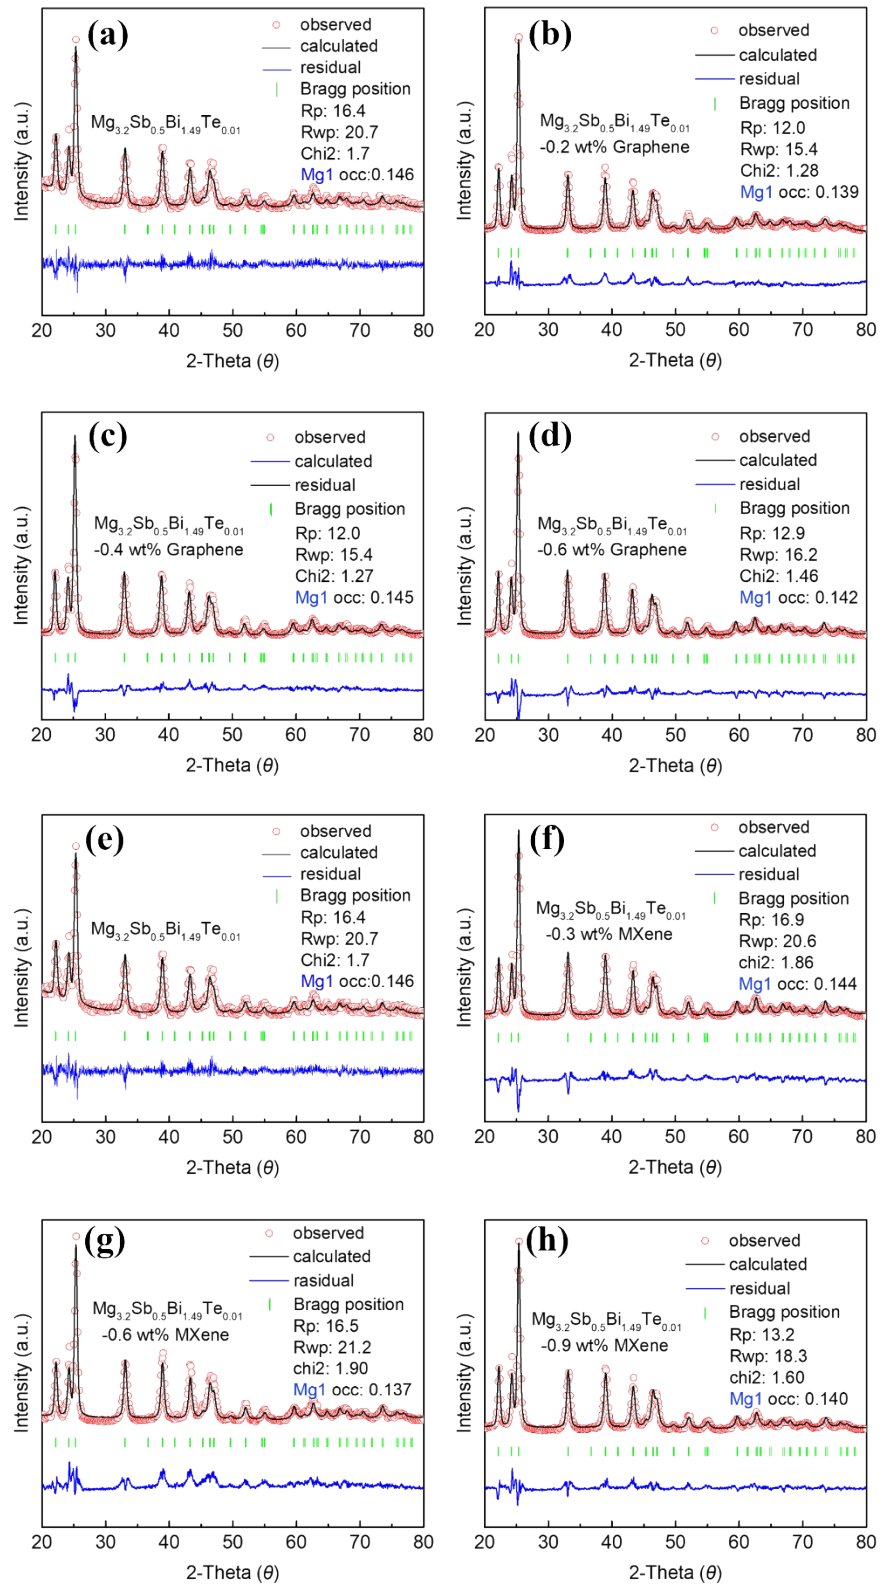 (a)
observed
calculated
residual
Bragg position
Mg3.2Sb0.5Bi1.49Te0.01
Rp: 16.4
Rwp: 20.7
Chi2: 1.7
Mg1 occ:0.146
Intensity (a.u.)
20 30 40 50 60 70 80
2-Theta (θ)
(b)
observed
calculated
residual
Bragg position
Mg3.2Sb0.5Bi1.49Te0.01
-0.2 wt% Graphene
Rp: 12.0
Rwp: 15.4
Chi2: 1.28
Mg1 occ: 0.139
Intensity (a.u.)
20 30 40 50 60 70 80
2-Theta (θ)
(c)
observed
calculated
residual
Bragg position
Mg3.2Sb0.5Bi1.49Te0.01
-0.4 wt% Graphene
Rp: 12.0
Rwp: 15.4
Chi2: 1.27
Mg1 occ: 0.145
Intensity (a.u.)
20 30 40 50 60 70 80
2-Theta (θ)
(d)
observed
calculated
residual
Bragg position
Mg3.2Sb0.5Bi1.49Te0.01
-0.6 wt% Graphene
Rp: 12.9
Rwp: 16.2
Chi2: 1.46
Mg1 occ: 0.142
Intensity (a.u.)
20 30 40 50 60 70 80
2-Theta (θ)
(e)
observed
calculated
residual
Bragg position
Mg3.2Sb0.5Bi1.49Te0.01
Rp: 16.4
Rwp: 20.7
Chi2: 1.7
Mg1 occ:0.146
Intensity (a.u.)
20 30 40 50 60 70 80
2-Theta (θ)
(f)
observed
calculated
residual
Bragg position
Mg3.2Sb0.5Bi1.49Te0.01
-0.3 wt% MXene
Rp: 16.9
Rwp: 20.6
chi2: 1.86
Mg1 occ: 0.144
Intensity (a.u.)
20 30 40 50 60 70 80
2-Theta (θ)
(g)
observed
calculated
rasidual
Bragg position
Mg3.2Sb0.5Bi1.49Te0.01
-0.6 wt% MXene
Rp: 16.5
Rwp: 21.2
chi2: 1.90
Mg1 occ: 0.137
Intensity (a.u.)
20 30 40 50 60 70 80
2-Theta (θ)
(h)
observed
calculated
residual
Bragg position
Mg3.2Sb0.5Bi1.49Te0.01
-0.9 wt% MXene
Rp: 13.2
Rwp: 18.3
chi2: 1.60
Mg1 occ: 0.140
Intensity (a.u.)
20 30 40 50 60 70 80
2-Theta (θ)